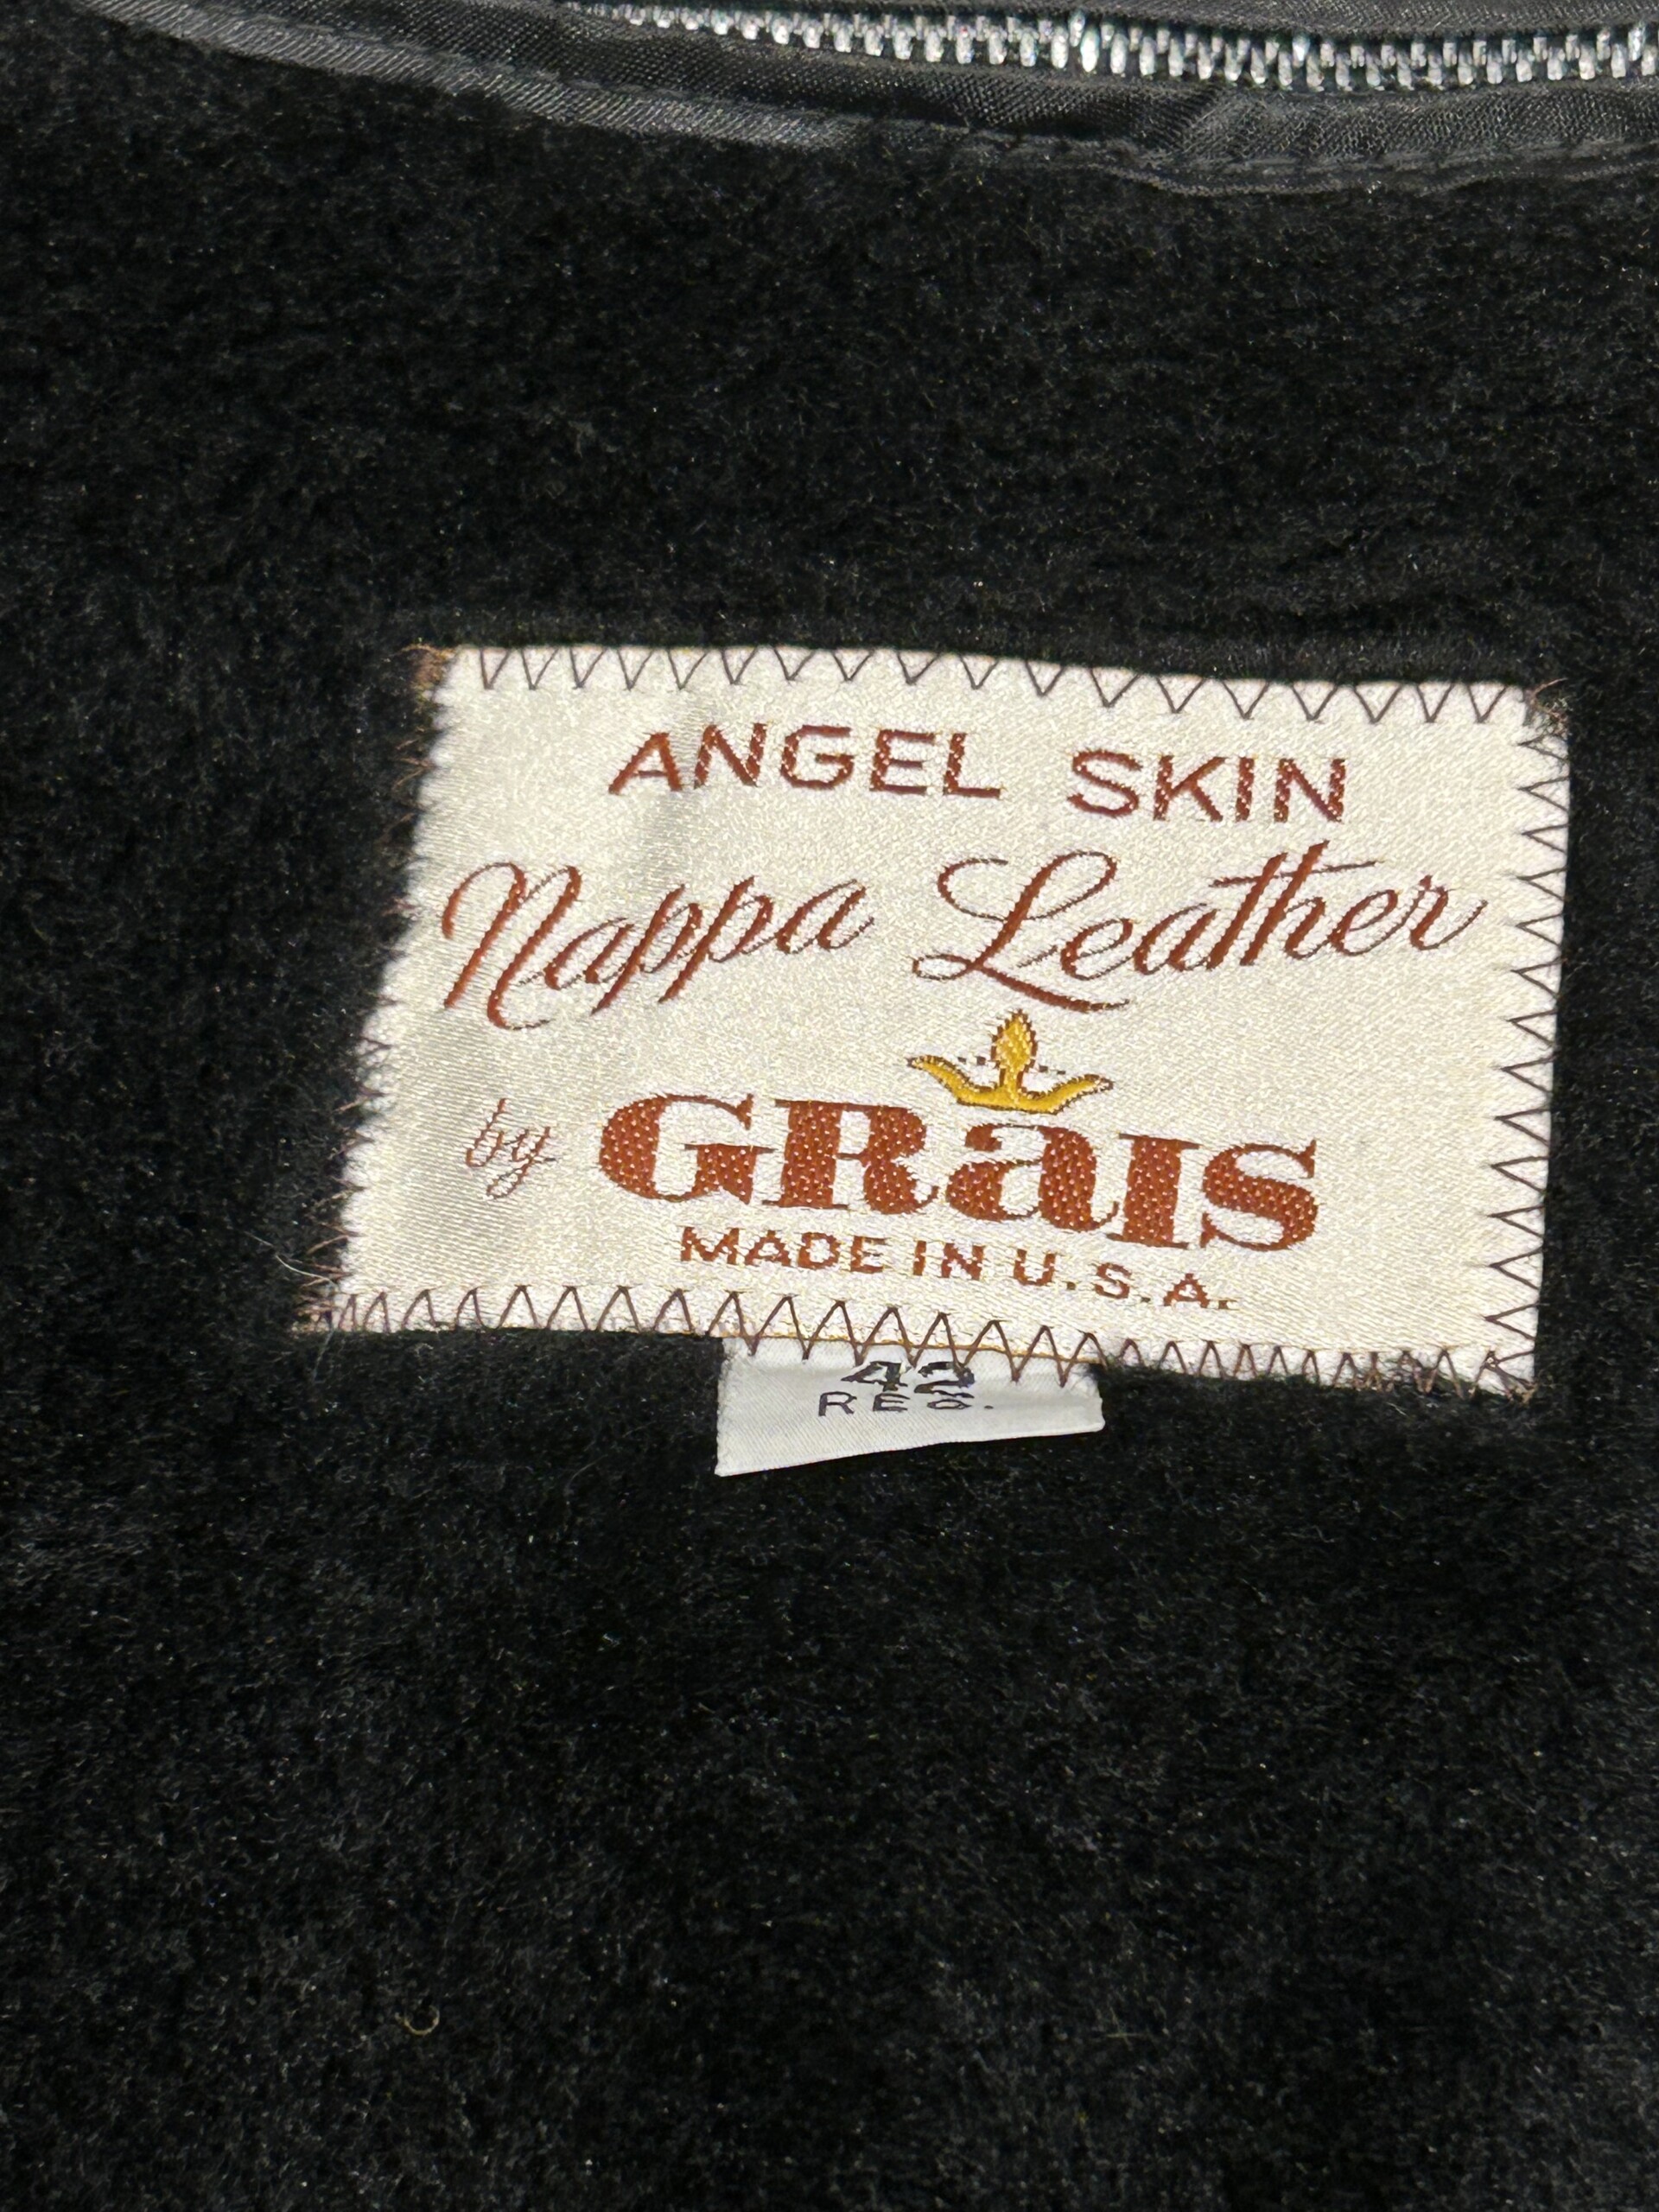 ANGEL SKIN
Nappa Leather
by GRaIS
MADE IN U.S.A.
42
REG.